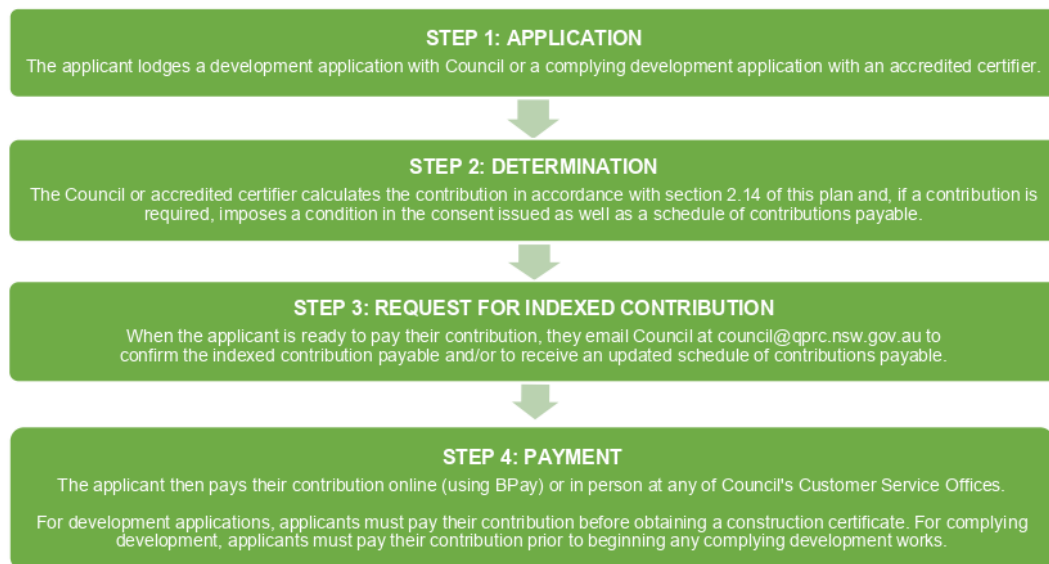 STEP 1: APPLICATION
The applicant lodges a development application with Council or a complying development application with an accredited certifier.
STEP 2: DETERMINATION
The Council or accredited certifier calculates the contribution in accordance with section 2.14 of this plan and, if a contribution is
required, imposes a condition in the consent issued as well as a schedule of contributions payable.
STEP 3: REQUEST FOR INDEXED CONTRIBUTION
When the applicant is ready to pay their contribution, they email Council at council@qprc.nsw.gov.au to
confirm the indexed contribution payable and/or to receive an updated schedule of contributions payable.
STEP 4: PAYMENT
The applicant then pays their contribution online (using BPay) or in person at any of Council's Customer Service Offices.
For development applications, applicants must pay their contribution before obtaining a construction certificate. For complying
development, applicants must pay their contribution prior to beginning any complying development works.